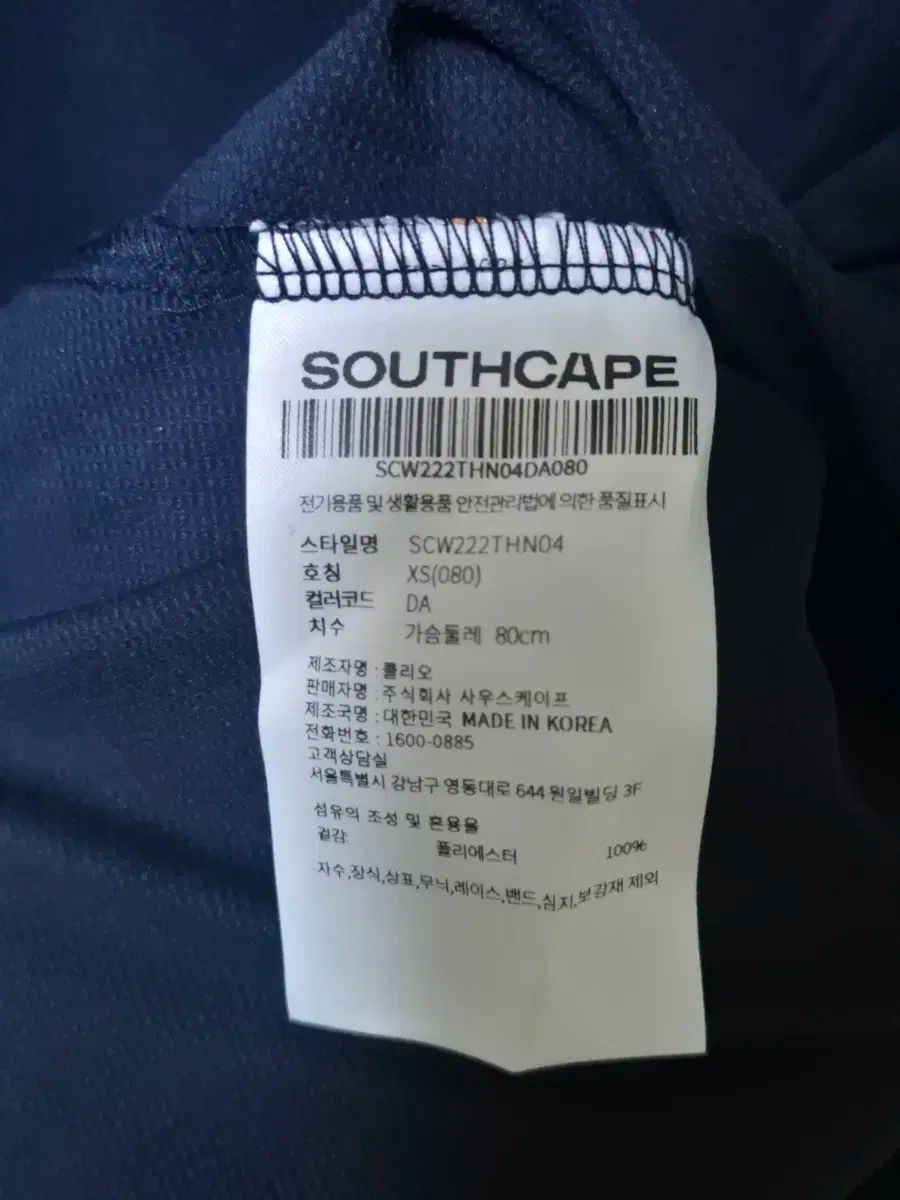 SOUTHCAPE
SCW222THN04DA080
전기용품 및 생활용품 안전관리법에 의한 품질표시
스타일명 SCW222THN04
호칭 XS(080)
컬러코드 DA
치수 가슴둘레 80cm
제조자명 : 클리오
판매자명 : 주식회사 사우스케이프
제조국명 : 대한민국 MADE IN KOREA
전화번호 : 1600-0885
고객상담실
서울특별시 강남구 영동대로 644 원일빌딩 3F
섬유의 조성 및 혼용율
겉감: 폴리에스터 100%
자수,장식,상표,무늬,레이스,밴드,심지,보강재 제외